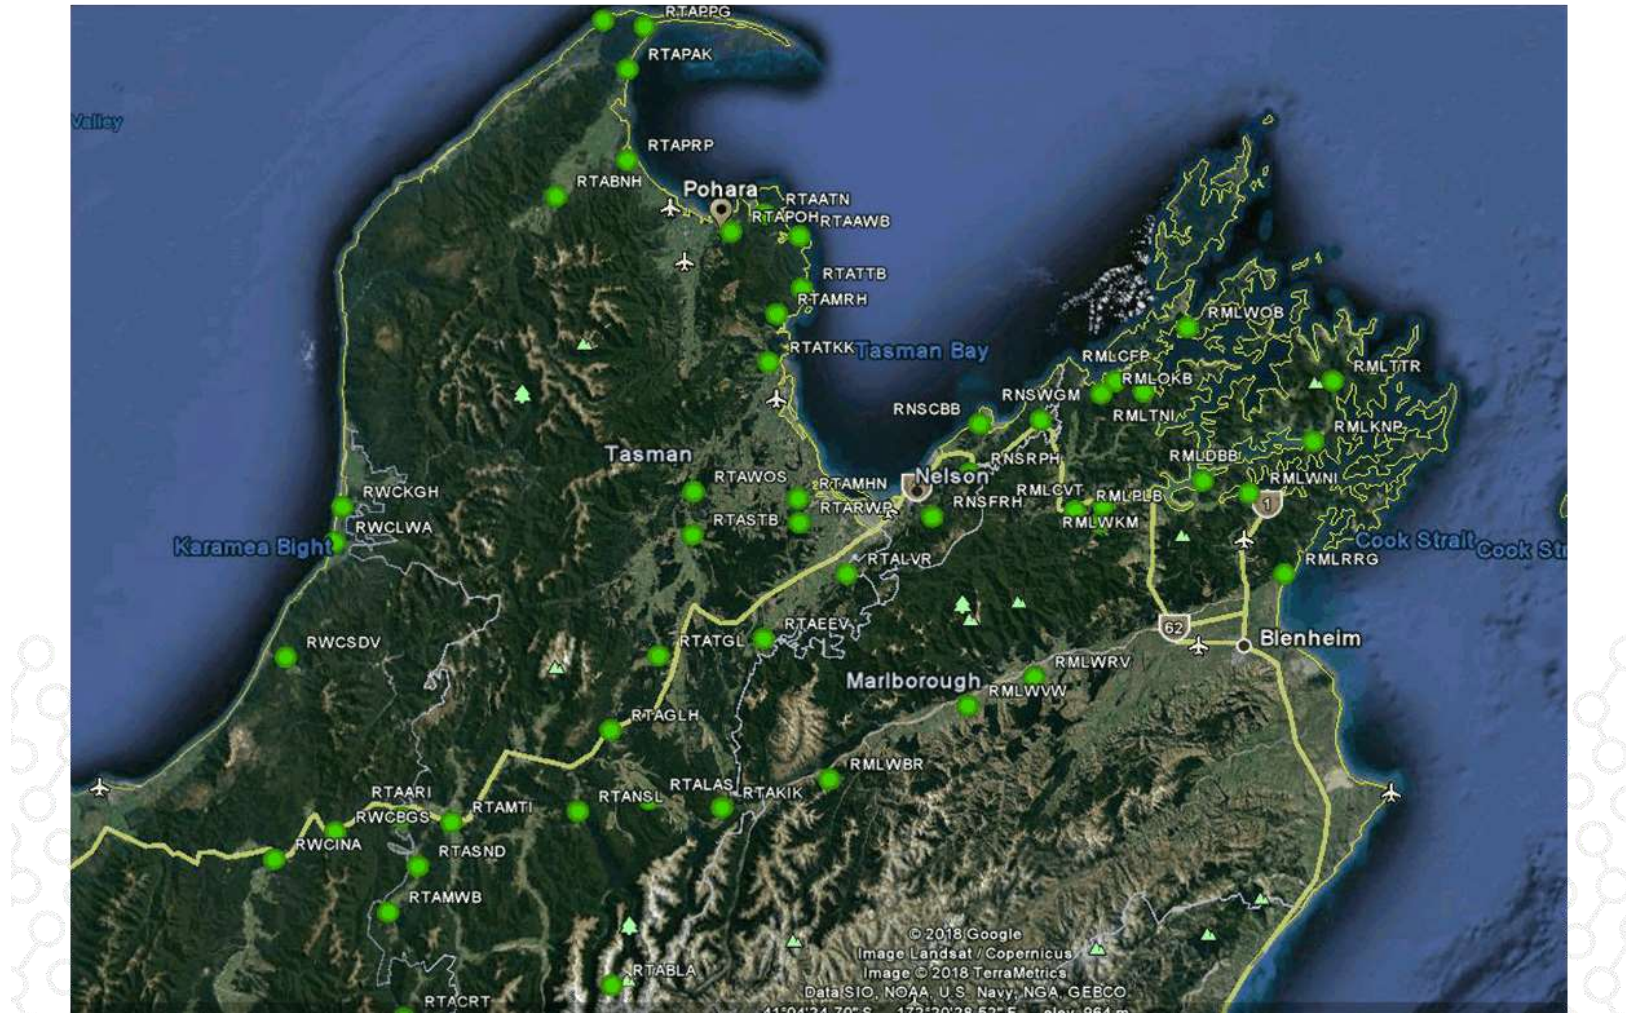 RTAPPG
RTAPAK
Valley
RTAPRP
RTABNH
Pohara
RTAATN
RTAPOH
RTAAWB
RTATTB
RTAMRH
RMLWOB
RTATKK
Tasman Bay
RMLCFP
RMLTTR
RMLOKB
RNSWGM
RNSCBB
RMLTNI
RMLKNP
Tasman
RNSRPH
RMLDBB
RTAWOS
RTAMHN
Nelson
RMLWNI
RWCKGH
RMLCVT
RMLPLB
RNSFRH
RTARWP
1
RTASTB
RMLWKM
RWCLWA
Karamea Bight
Cook Strait
Cook Str
RTALVR
RMLRRG
RTAEEV
62
Blenheim
RWCSDV
RTATGL
RMLWRV
Marlborough
RMLWVW
RTAGLH
RMLWBR
RTALAS
RTAKIK
RTAARI
RTANSL
RTAMTI
RWCBGS
RWCINA
RTASND
RTAMWB
© 2018 Google
Image Landsat / Copernicus
RTABLA
Image © 2018 TerraMetrics
Data SIO, NOAA, U.S. Navy, NGA, GEBCO
RTACRT